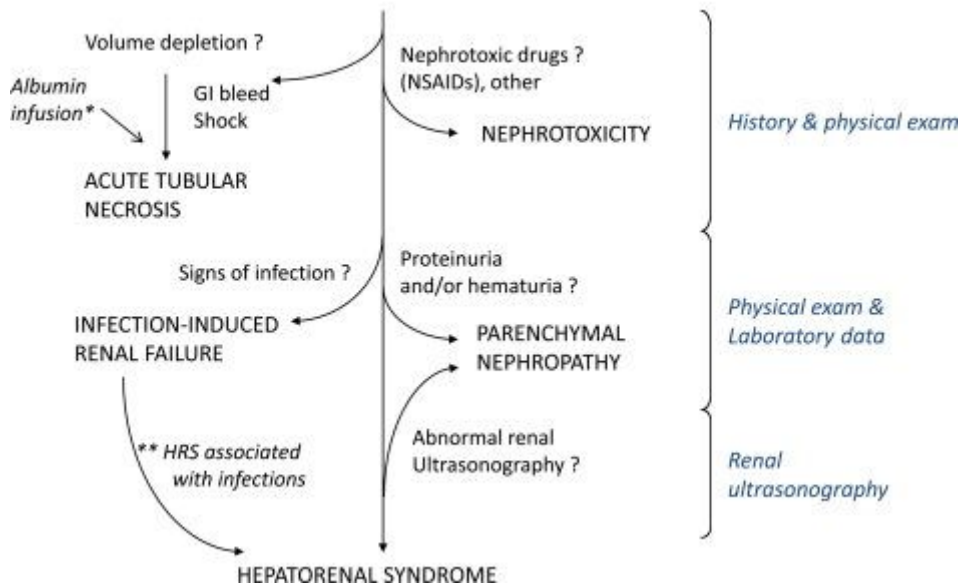 Volume depletion ?
Albumin
infusion*
GI bleed
Shock
Nephrotoxic drugs ?
(NSAIDs), other
NEPHROTOXICITY
History & physical exam
ACUTE TUBULAR
NECROSIS
Signs of infection ?
Proteinuria
and/or hematuria ?
INFECTION-INDUCED
RENAL FAILURE
PARENCHYMAL
NEPHROPATHY
Physical exam &
Laboratory data
** HRS associated
with infections
Abnormal renal
Ultrasonography ?
Renal
ultrasonography
HEPATORENAL SYNDROME